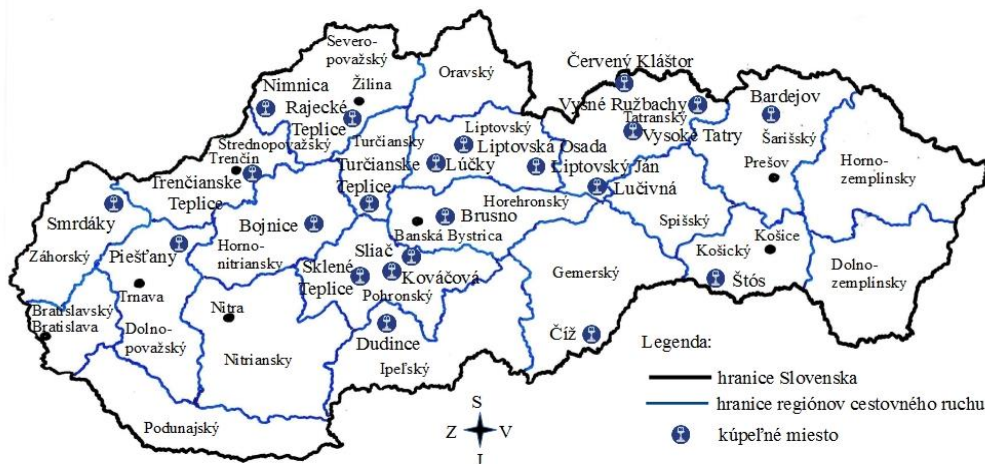 Severo-
považský
Oravský
Červený Kláštor
Nimnica
Žilina
Vyšné Ružbachy
Bardejov
Rajecké
Teplice
Tatranský
Vysoké Tatry
Liptovský
Šarišský
Strednopovažský
Turčiansky
Liptovská Osada
Trenčín
Turčianske
Teplice
Lúčky
Liptovský Ján
Prešov
Horno-
zemplínsky
Trenčianske
Teplice
Lučivná
Smrdáky
Bojnice
Horehronský
Brusno
Banská Bystrica
Spišský
Záhorský
Piešťany
Horno-
nitriansky
Sliač
Košický
Košice
Sklené
Teplice
Kováčová
Pohronský
Gemerský
Štós
Dolno-
zemplínsky
Trnava
Bratislavský
Bratislava
Nitra
Dolno-
považský
Nitriansky
Dudince
Číž
Ipeľský
Podunajský
Legenda:
hranice Slovenska
hranice regiónov cestovného ruchu
kúpeľné miesto
S
Z V
J